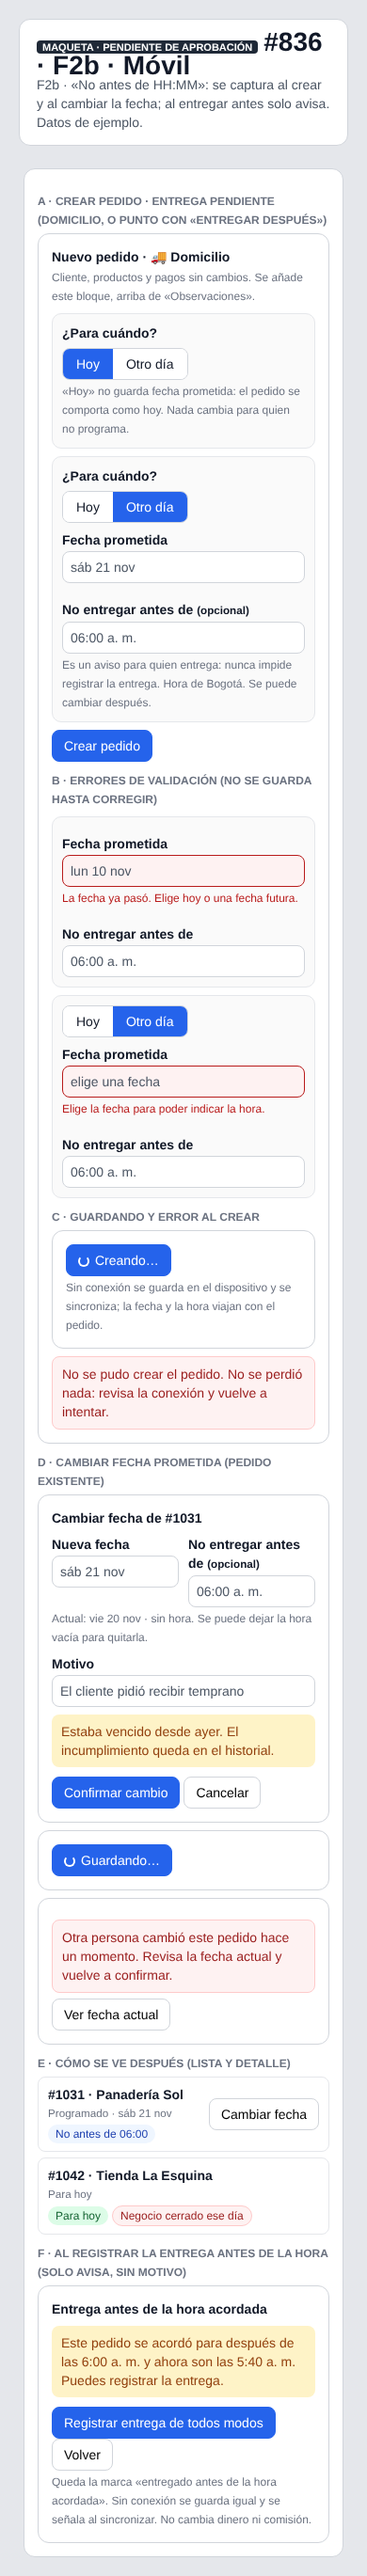 MAQUETA · PENDIENTE DE APROBACIÓN #836
· F2b · Móvil
F2b · «No antes de HH:MM»: se captura al crear
y al cambiar la fecha; al entregar antes solo avisa.
Datos de ejemplo.
A · CREAR PEDIDO · ENTREGA PENDIENTE
(DOMICILIO, O PUNTO CON «ENTREGAR DESPUÉS»)
Nuevo pedido · 🚚 Domicilio
Cliente, productos y pagos sin cambios. Se añade
este bloque, arriba de «Observaciones».
¿Para cuándo?
Hoy Otro día
«Hoy» no guarda fecha prometida: el pedido se
comporta como hoy. Nada cambia para quien
no programa.
¿Para cuándo?
Hoy Otro día
Fecha prometida
sáb 21 nov
No entregar antes de (opcional)
06:00 a. m.
Es un aviso para quien entrega: nunca impide
registrar la entrega. Hora de Bogotá. Se puede
cambiar después.
Crear pedido
B · ERRORES DE VALIDACIÓN (NO SE GUARDA
HASTA CORREGIR)
Fecha prometida
lun 10 nov
La fecha ya pasó. Elige hoy o una fecha futura.
No entregar antes de
06:00 a. m.
Hoy Otro día
Fecha prometida
elige una fecha
Elige la fecha para poder indicar la hora.
No entregar antes de
06:00 a. m.
C · GUARDANDO Y ERROR AL CREAR
Creando…
Sin conexión se guarda en el dispositivo y se
sincroniza; la fecha y la hora viajan con el
pedido.
No se pudo crear el pedido. No se perdió
nada: revisa la conexión y vuelve a
intentar.
D · CAMBIAR FECHA PROMETIDA (PEDIDO
EXISTENTE)
Cambiar fecha de #1031
Nueva fecha
sáb 21 nov
No entregar antes
de (opcional)
06:00 a. m.
Actual: vie 20 nov · sin hora. Se puede dejar la hora
vacía para quitarla.
Motivo
El cliente pidió recibir temprano
Estaba vencido desde ayer. El
incumplimiento queda en el historial.
Confirmar cambio Cancelar
Guardando…
Otra persona cambió este pedido hace
un momento. Revisa la fecha actual y
vuelve a confirmar.
Ver fecha actual
E · CÓMO SE VE DESPUÉS (LISTA Y DETALLE)
#1031 · Panadería Sol
Programado · sáb 21 nov
No antes de 06:00
Cambiar fecha
#1042 · Tienda La Esquina
Para hoy
Para hoy Negocio cerrado ese día
F · AL REGISTRAR LA ENTREGA ANTES DE LA HORA
(SOLO AVISA, SIN MOTIVO)
Entrega antes de la hora acordada
Este pedido se acordó para después de
las 6:00 a. m. y ahora son las 5:40 a. m.
Puedes registrar la entrega.
Registrar entrega de todos modos
Volver
Queda la marca «entregado antes de la hora
acordada». Sin conexión se guarda igual y se
señala al sincronizar. No cambia dinero ni comisión.